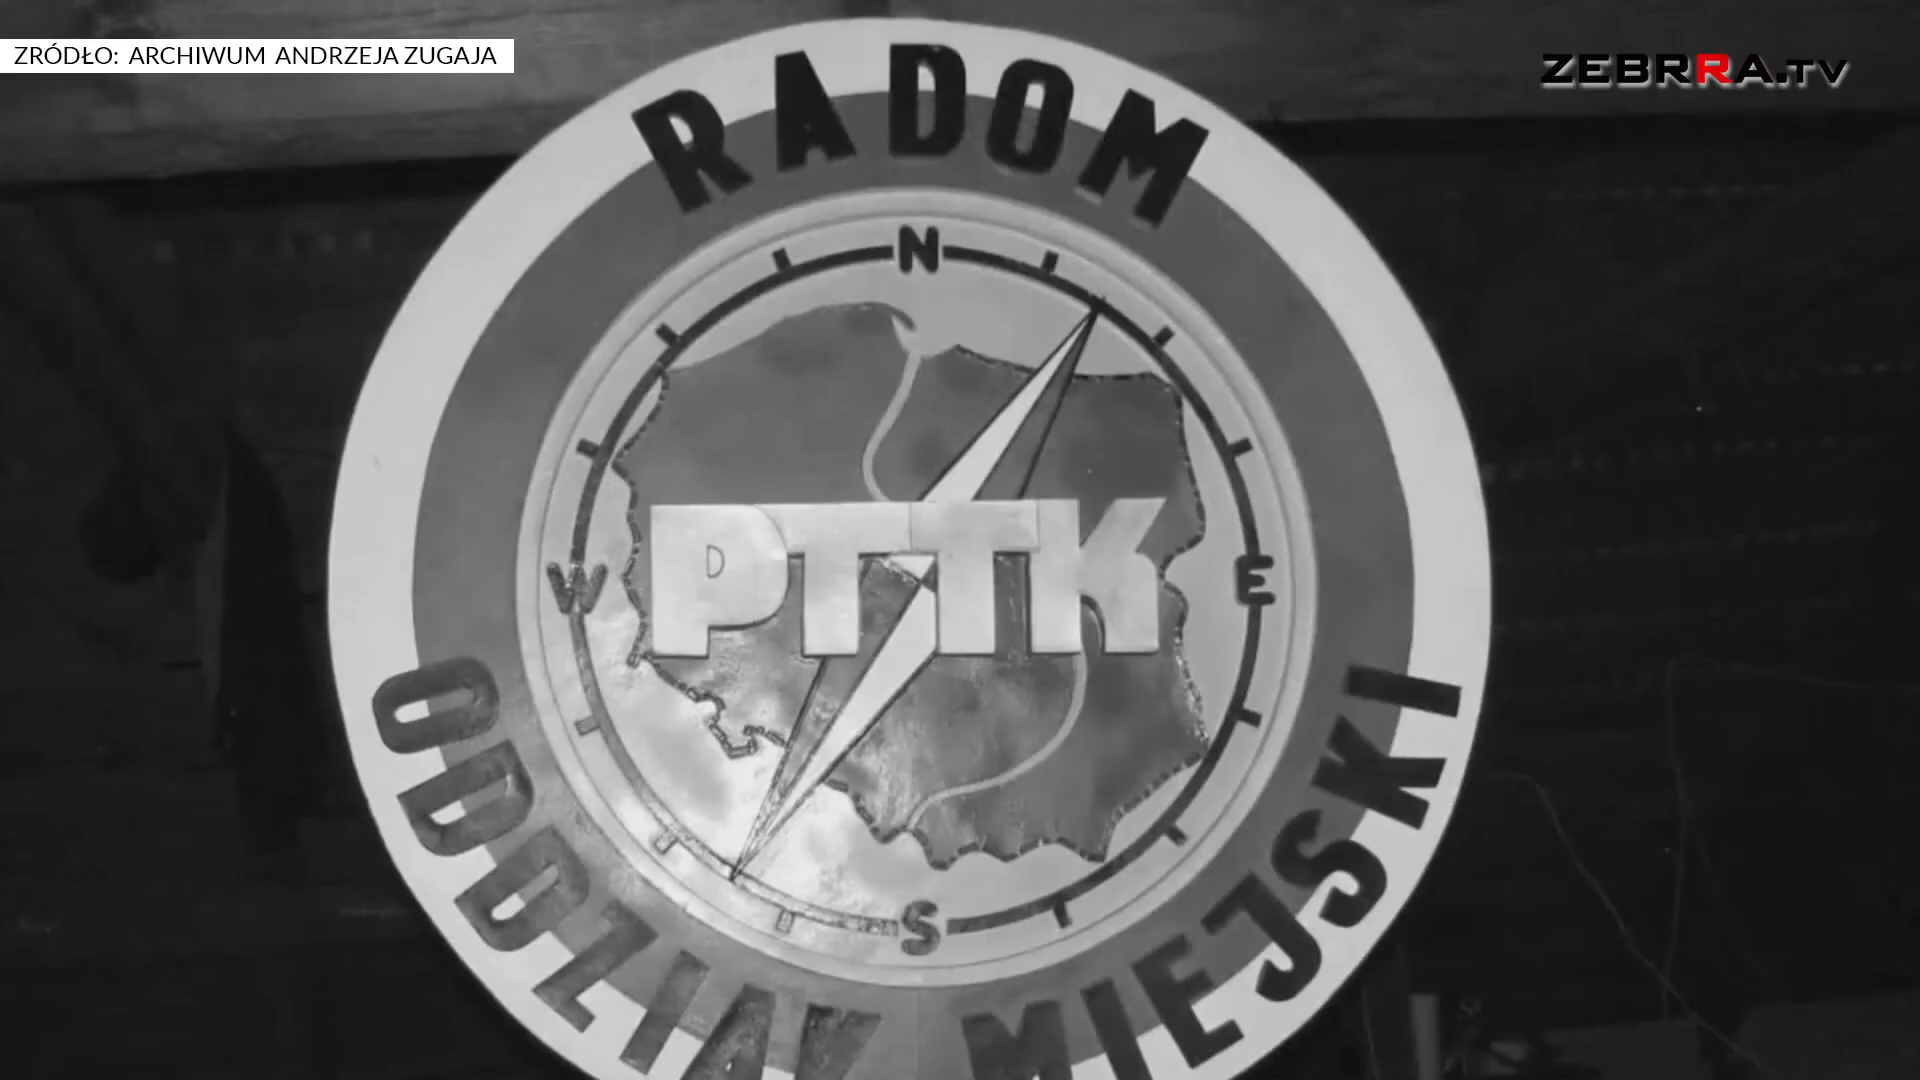 ZRÓDŁO: ARCHIWUM ANDRZEJA ZUGAJA
ZEBRRA.TV
RADOM
N
W
PTTK
E
S
ODDZIAŁ MIEJSKI